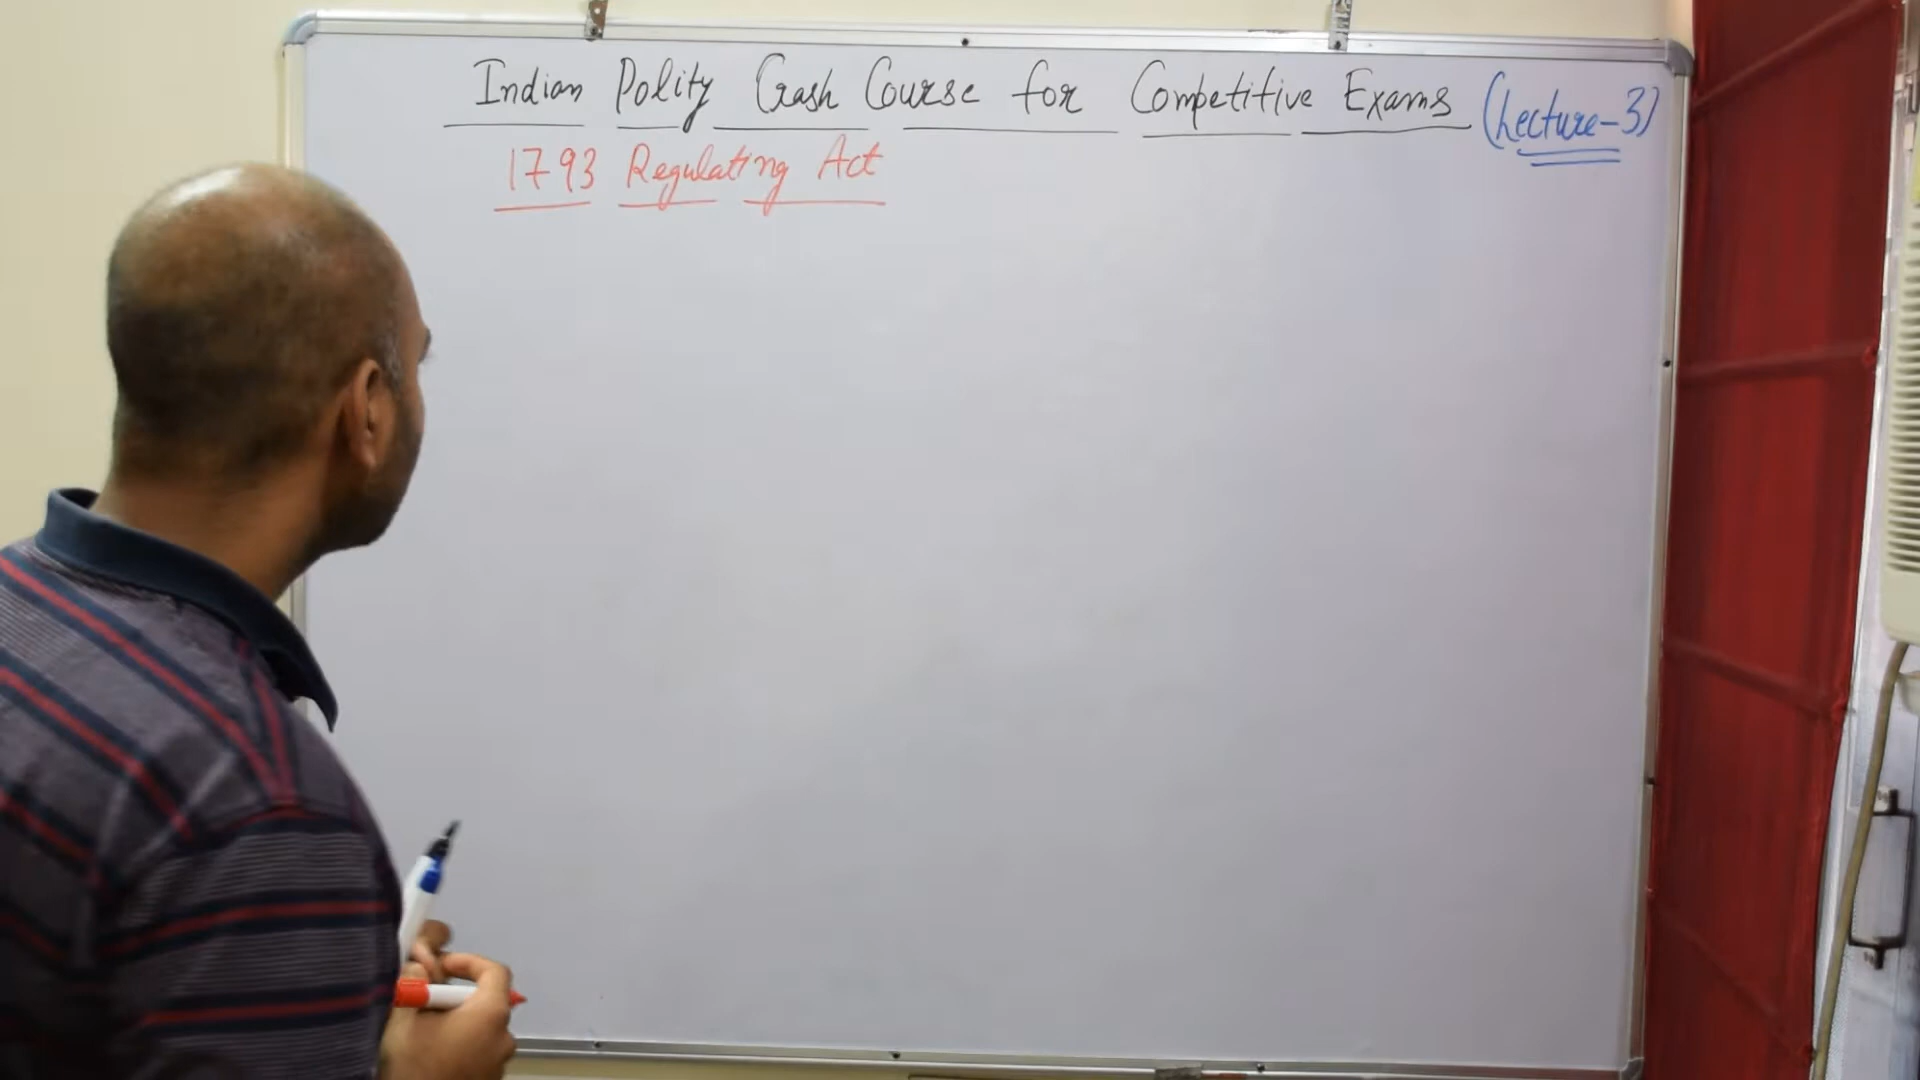 Indian Polity Crash Course for Competitive Exams (Lecture-3)
1793 Regulating Act